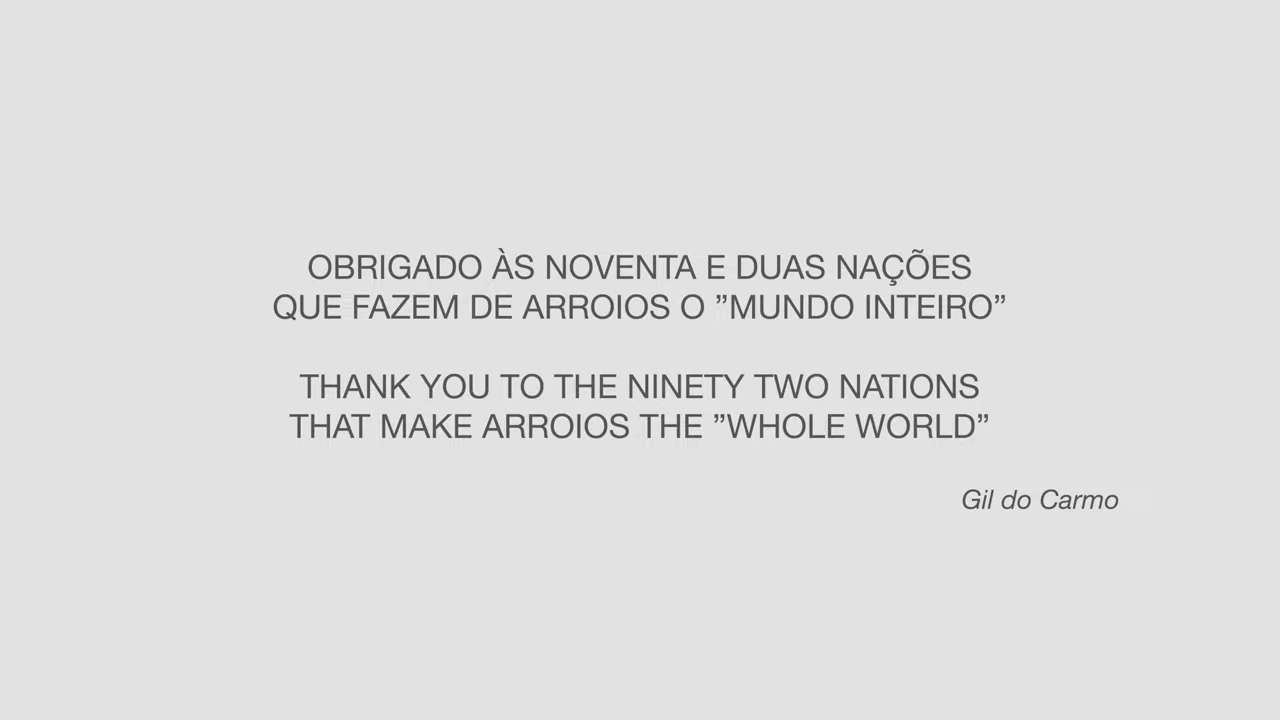 OBRIGADO ÀS NOVENTA E DUAS NAÇÕES
QUE FAZEM DE ARROIOS O ”MUNDO INTEIRO”
THANK YOU TO THE NINETY TWO NATIONS
THAT MAKE ARROIOS THE ”WHOLE WORLD”
Gil do Carmo